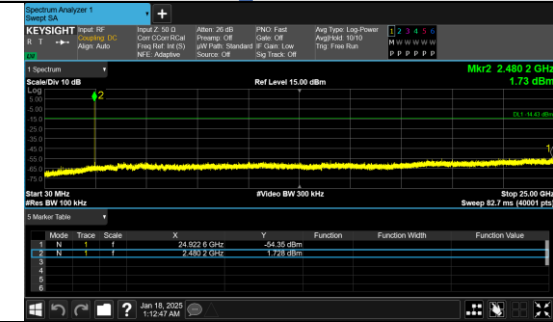 Spectrum Analyzer 1
Swept SA
KEYSIGHT Input: RF Input Z: 50 Ω Atten: 26 dB PNO: Fast Avg Type: Log-Power 1 2 3 4 5 6
R T Coupling: DC Corr CCorr RCal Preamp: Off Gate: Off Avg|Hold: 10/10 M W W W W W
Align: Auto Freq Ref: Int (S) µW Path: Standard IF Gain: Low Trig: Free Run
NFE: Adaptive Source: Off Sig Track: Off P P P P P P
1 Spectrum
Mkr2 2.480 2 GHz
Scale/Div 10 dB Ref Level 15.00 dBm 1.73 dBm
Log
5.00
-5.00
-15.0
-25.0
-35.0
-45.0
-55.0
-65.0
-75.0
2
DL1 -14.43 dBm
1
Start 30 MHz #Video BW 300 kHz Stop 25.00 GHz
#Res BW 100 kHz Sweep 82.7 ms (40001 pts)
5 Marker Table
Mode Trace Scale X Y Function Function Width Function Value
1 N 1 f 24.922 6 GHz -54.35 dBm
2 N 1 f 2.480 2 GHz 1.728 dBm
3
4
5
6
? Jan 18, 2025
1:12:47 AM